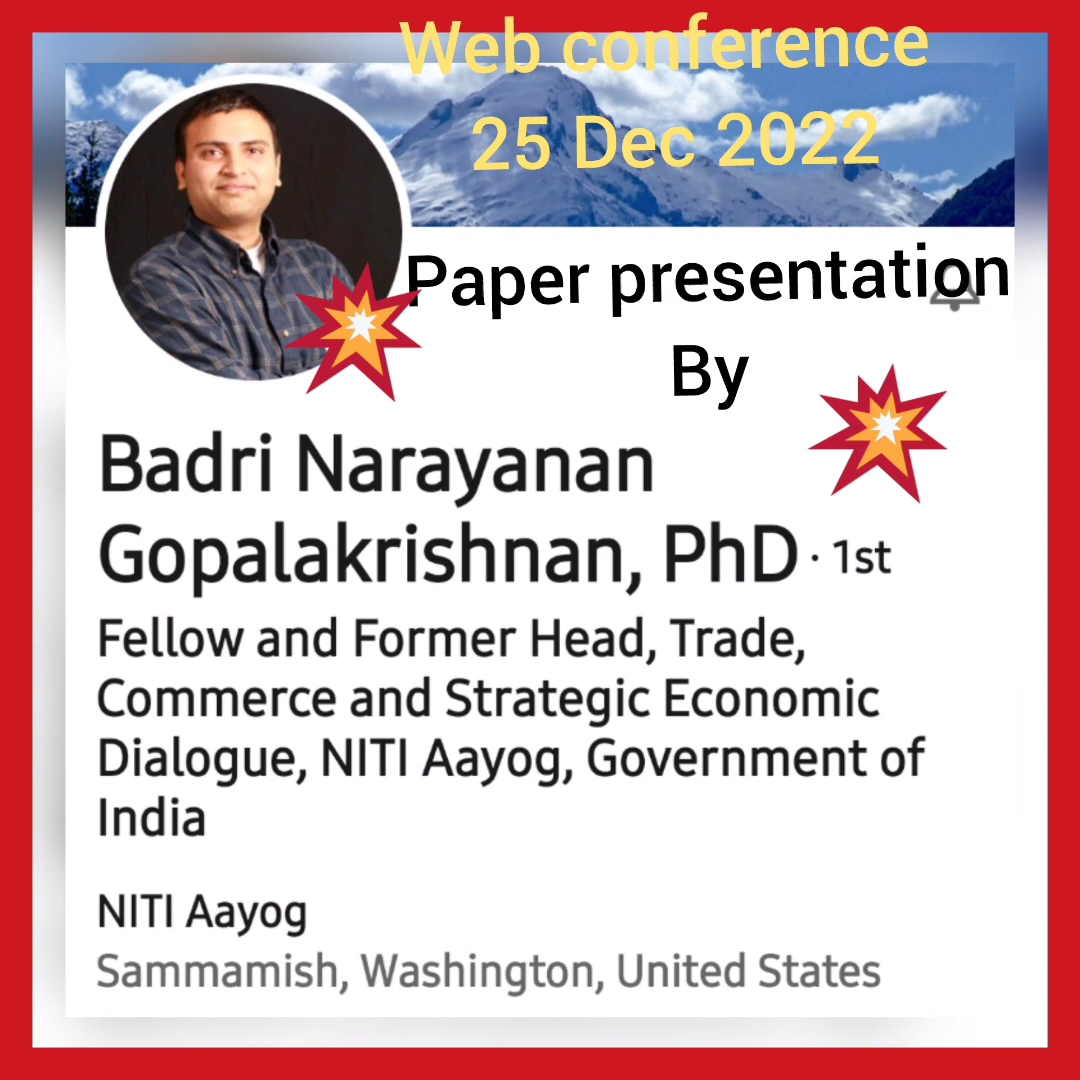 Web conference
25 Dec 2022
Paper presentation
By
Badri Narayanan
Gopalakrishnan, PhD · 1st
Fellow and Former Head, Trade,
Commerce and Strategic Economic
Dialogue, NITI Aayog, Government of
India
NITI Aayog
Sammamish, Washington, United States